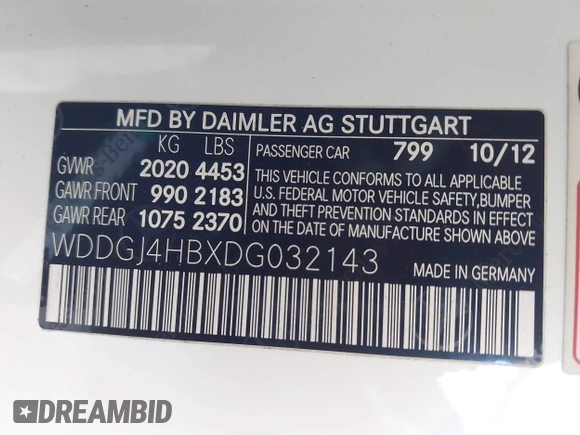 MFD BY DAIMLER AG STUTTGART
KG LBS
GWVR 2020 4453
GAWR FRONT 990 2183
GAWR REAR 1075 2370
PASSENGER CAR 799 10/12
THIS VEHICLE CONFORMS TO ALL APPLICABLE
U.S. FEDERAL MOTOR VEHICLE SAFETY,BUMPER
AND THEFT PREVENTION STANDARDS IN EFFECT
ON THE DATE OF MANUFACTURE SHOWN ABOVE
WDDGJ4HBXDG032143 MADE IN GERMANY
DREAMBID